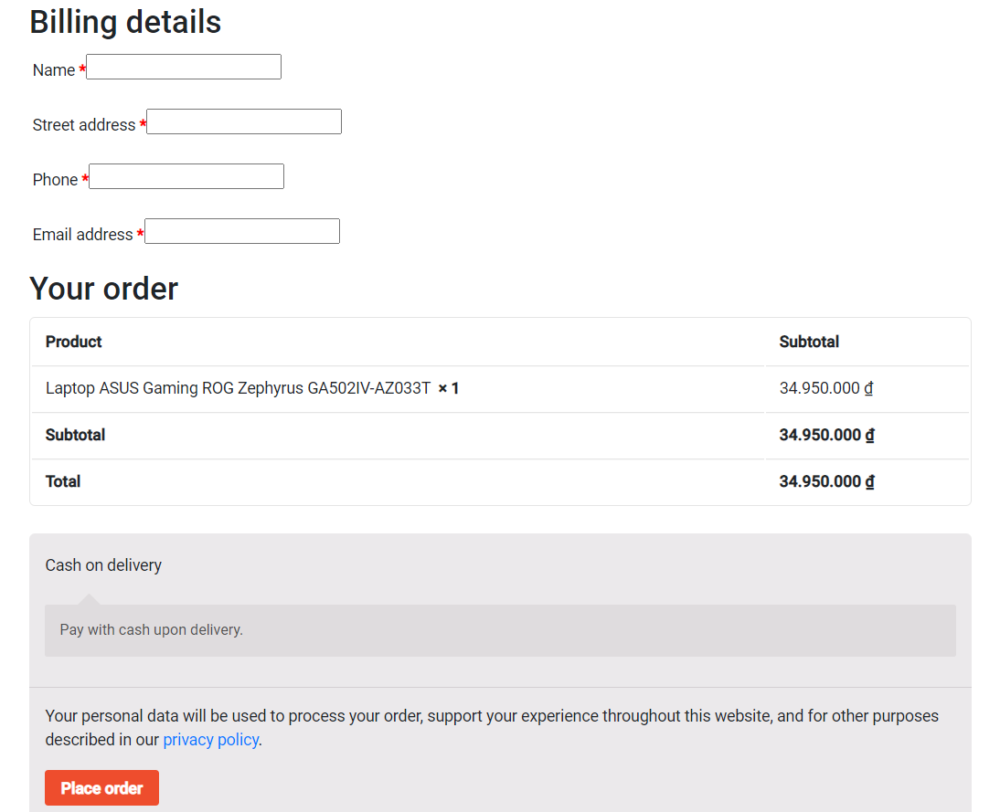 Billing details
Name *
Street address *
Phone *
Email address *
Your order
Product Subtotal
Laptop ASUS Gaming ROG Zephyrus GA502IV-AZ033T × 1 34.950.000 ₫
Subtotal 34.950.000 ₫
Total 34.950.000 ₫
Cash on delivery
Pay with cash upon delivery.
Your personal data will be used to process your order, support your experience throughout this website, and for other purposes
described in our privacy policy.
Place order